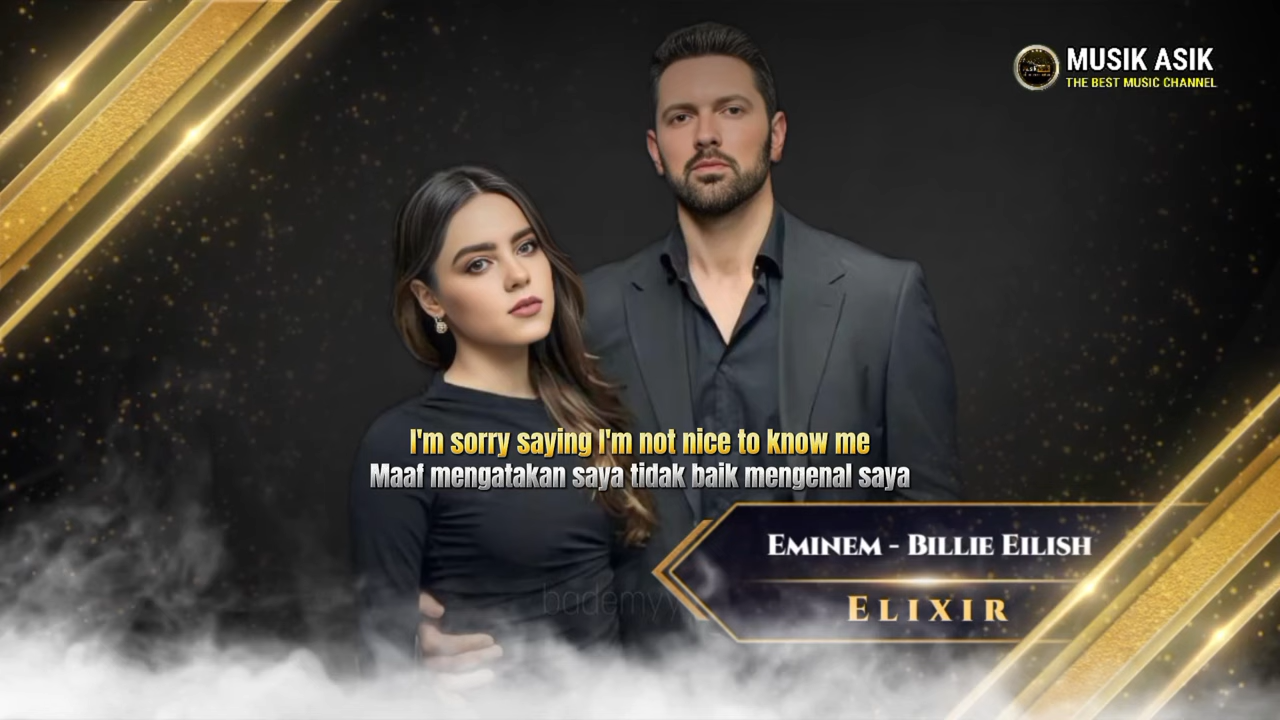 MUSIK ASIK
THE BEST MUSIC CHANNEL
I'm sorry saying I'm not nice to know me
Maaf mengatakan saya tidak baik mengenal saya
EMINEM - BILLIE EILISH
ELIXIR
bademyy